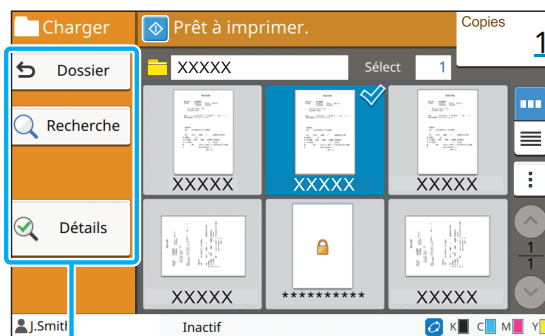 Charger
Prêt à imprimer.
Copies
1
Dossier
XXXXX
Sélect 1
Recherche
XXXXX XXXXX XXXXX
Détails
1
1
XXXXX ********** XXXXX
J.Smith Inactif K C M Y